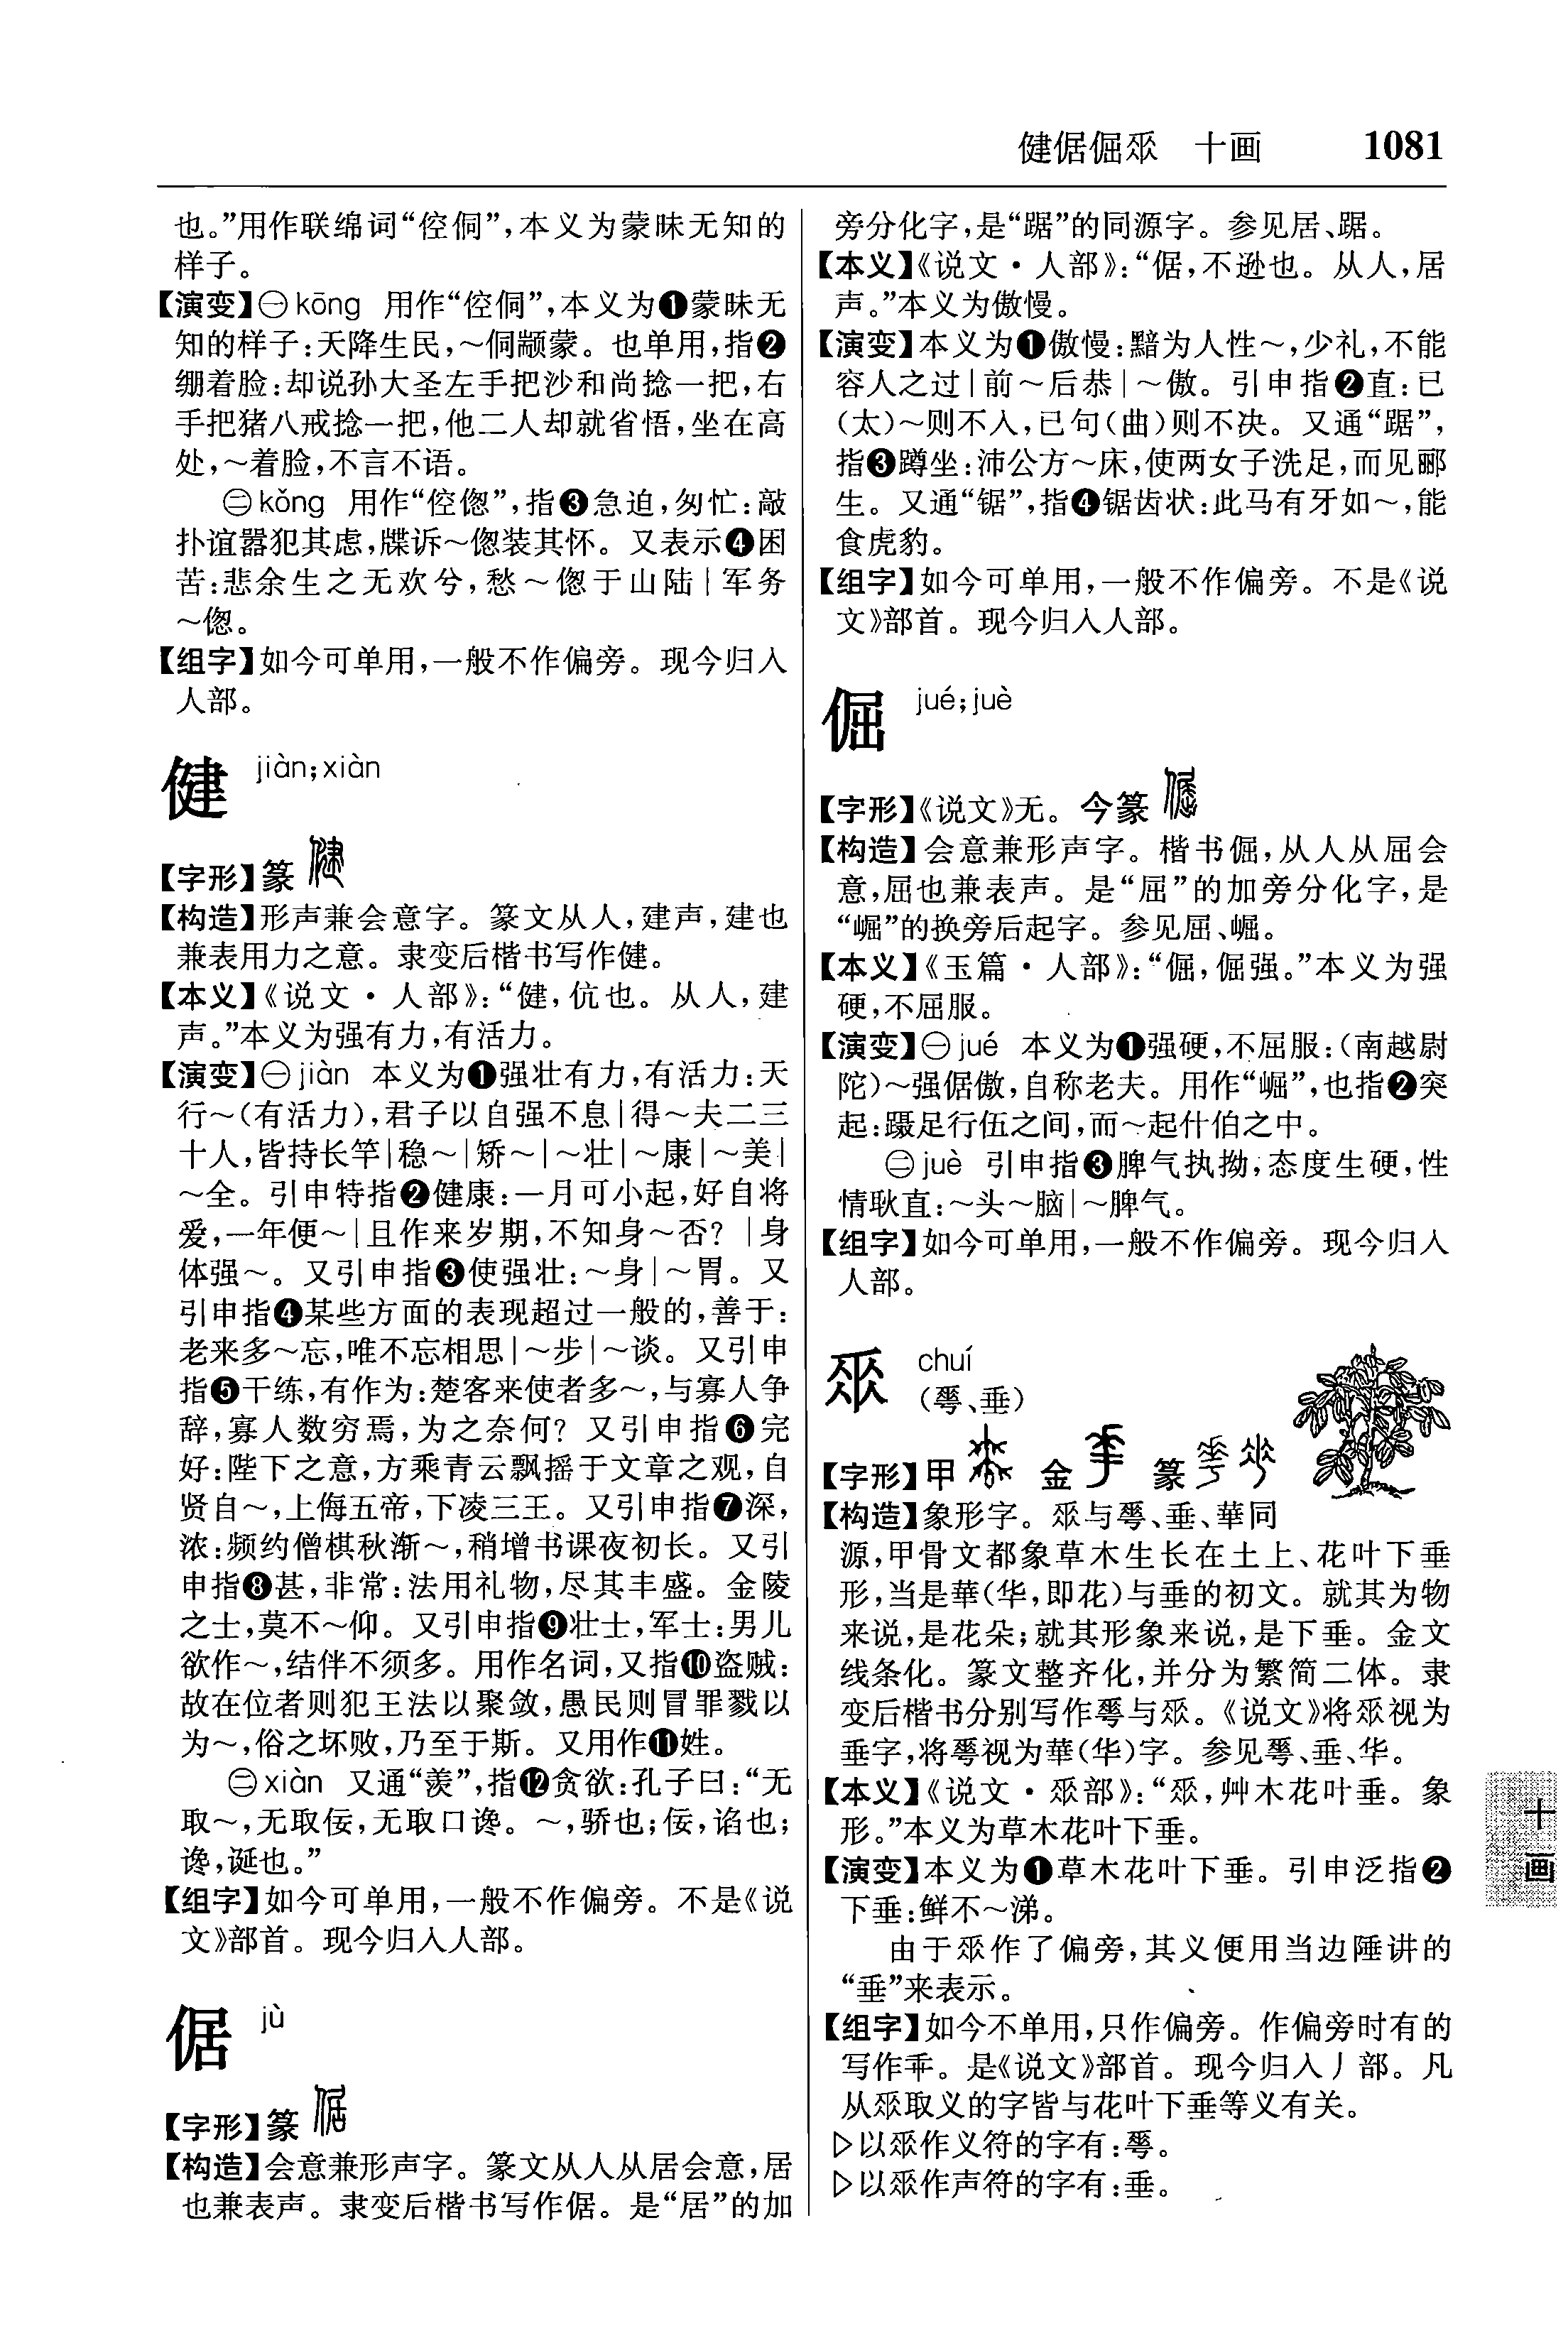 健倨倔𠂹 十画 1081
也。”用作联绵词“倥侗”,本义为蒙昧无知的
样子。
【演变】㊀kōng 用作“倥侗”,本义为❶蒙昧无
知的样子:天降生民,～侗颛蒙。也单用,指❷
绷着脸:却说孙大圣左手把沙和尚捻一把,右
手把猪八戒捻一把,他二人却就省悟,坐在高
处,～着脸,不言不语。
㊁kǒng 用作“倥偬”,指❸急迫,匆忙:敲
扑谊嚣犯其虑,牒诉～偬装其怀。又表示❹困
苦:悲余生之无欢兮,愁～偬于山陆|军务
～偬。
【组字】如今可单用,一般不作偏旁。现今归入
人部。
健 jiàn;xiàn
【字形】篆
【构造】形声兼会意字。篆文从人,建声,建也
兼表用力之意。隶变后楷书写作健。
【本义】《说文·人部》:“健,伉也。从人,建
声。”本义为强有力,有活力。
【演变】㊀jiàn 本义为❶强壮有力,有活力:天
行～(有活力),君子以自强不息|得～夫二三
十人,皆持长竿|稳～|矫～|～壮|～康|～美|
～全。引申特指❷健康:一月可小起,好自将
爱,一年便～|且作来岁期,不知身～否?|身
体强～。又引申指❸使强壮:～身|～胃。又
引申指❹某些方面的表现超过一般的,善于:
老来多～忘,唯不忘相思|～步|～谈。又引申
指❺干练,有作为:楚客来使者多～,与寡人争
辞,寡人数穷焉,为之奈何?又引申指❻完
好:陛下之意,方乘青云飘摇于文章之观,自
贤自～,上侮五帝,下凌三王。又引申指❼深,
浓:频约僧棋秋渐～,稍增书课夜初长。又引
申指❽甚,非常:法用礼物,尽其丰盛。金陵
之士,莫不～仰。又引申指❾壮士,军士:男儿
欲作～,结伴不须多。用作名词,又指❿盗贼:
故在位者则犯王法以聚敛,愚民则冒罪戮以
为～,俗之坏败,乃至于斯。又用作⓫姓。
㊁xiàn 又通“羡”,指⓬贪欲:孔子曰:“无
取～,无取佞,无取口谗。～,骄也;佞,谄也;
谗,诞也。”
【组字】如今可单用,一般不作偏旁。不是《说
文》部首。现今归入人部。
倨 jù
【字形】篆
【构造】会意兼形声字。篆文从人从居会意,居
也兼表声。隶变后楷书写作倨。是“居”的加
旁分化字,是“踞”的同源字。参见居、踞。
【本义】《说文·人部》:“倨,不逊也。从人,居
声。”本义为傲慢。
【演变】本义为❶傲慢:黯为人性～,少礼,不能
容人之过|前～后恭|～傲。引申指❷直:已
(太)～则不入,已句(曲)则不决。又通“踞”,
指❸蹲坐:沛公方～床,使两女子洗足,而见郦
生。又通“锯”,指❹锯齿状:此马有牙如～,能
食虎豹。
【组字】如今可单用,一般不作偏旁。不是《说
文》部首。现今归入人部。
倔 jué;juè
【字形】《说文》无。今篆
【构造】会意兼形声字。楷书倔,从人从屈会
意,屈也兼表声。是“屈”的加旁分化字,是
“崛”的换旁后起字。参见屈、崛。
【本义】《玉篇·人部》:“倔,倔强。”本义为强
硬,不屈服。
【演变】㊀jué 本义为❶强硬,不屈服:(南越尉
陀)～强倨傲,自称老夫。用作“崛”,也指❷突
起:蹑足行伍之间,而～起什伯之中。
㊁juè 引申指❸脾气执拗,态度生硬,性
情耿直:～头～脑|～脾气。
【组字】如今可单用,一般不作偏旁。现今归入
人部。
𠂹 chuí
(𠌶、垂)
【字形】甲 金 篆
【构造】象形字。𠂹与𠌶、垂、華同
源,甲骨文都象草木生长在土上、花叶下垂
形,当是華(华,即花)与垂的初文。就其为物
来说,是花朵;就其形象来说,是下垂。金文
线条化。篆文整齐化,并分为繁简二体。隶
变后楷书分别写作𠌶与𠂹。《说文》将𠂹视为
垂字,将𠌶视为華(华)字。参见𠌶、垂、华。
【本义】《说文·𠂹部》:“𠂹,艸木花叶垂。象
形。”本义为草木花叶下垂。
【演变】本义为❶草木花叶下垂。引申泛指❷
下垂:鲜不～涕。
由于𠂹作了偏旁,其义便用当边陲讲的
“垂”来表示。
【组字】如今不单用,只作偏旁。作偏旁时有的
写作。是《说文》部首。现今归入丿部。凡
从𠂹取义的字皆与花叶下垂等义有关。
▷以𠂹作义符的字有:𠌶。
▷以𠂹作声符的字有:垂。
十画